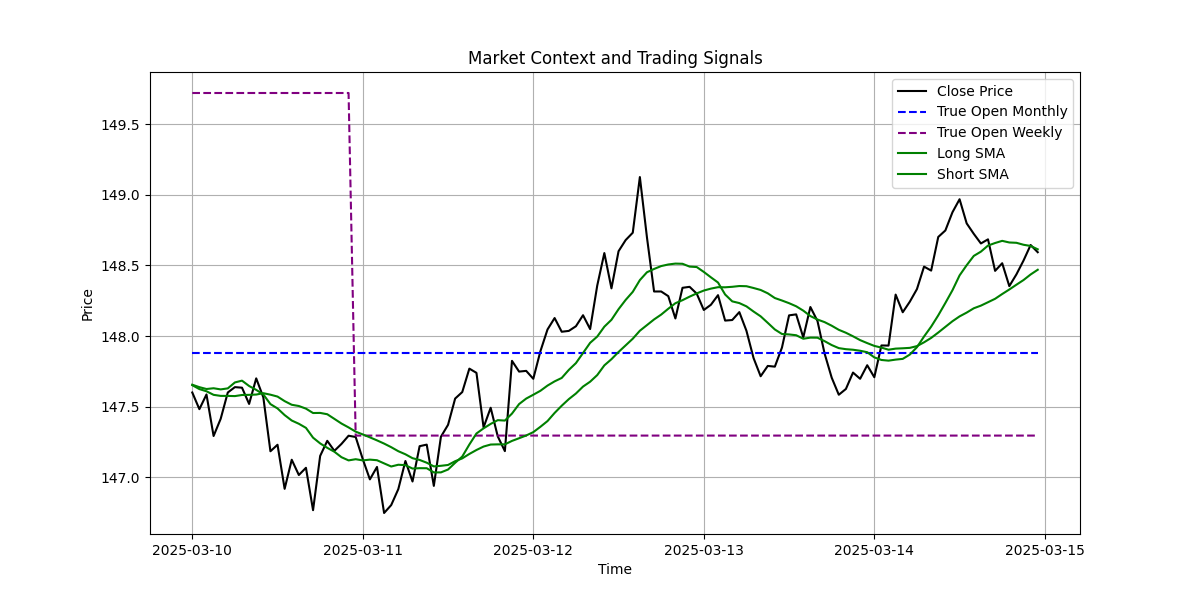 Market Context and Trading Signals
Close Price
True Open Monthly
True Open Weekly
Long SMA
Short SMA
Price
149.5
149.0
148.5
148.0
147.5
147.0
2025-03-10
2025-03-11
2025-03-12
2025-03-13
2025-03-14
2025-03-15
Time